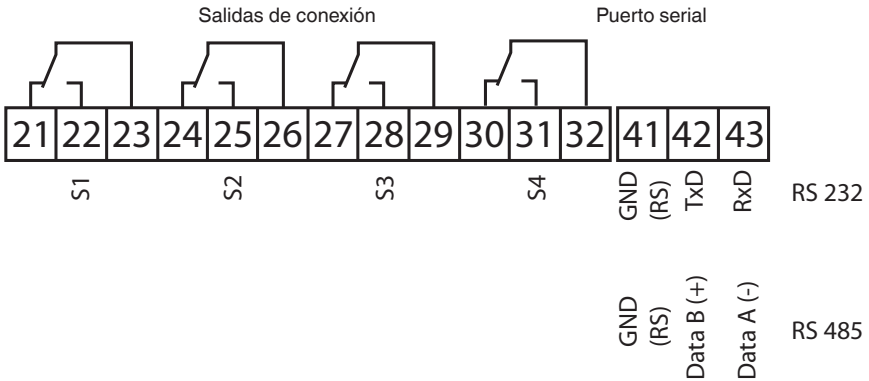 Salidas de conexión
Puerto serial
21 22 23 24 25 26 27 28 29 30 31 32 41 42 43
S1
S2
S3
S4
GND
(RS)
TxD
RxD
RS 232
GND
(RS)
Data B (+)
Data A (-)
RS 485